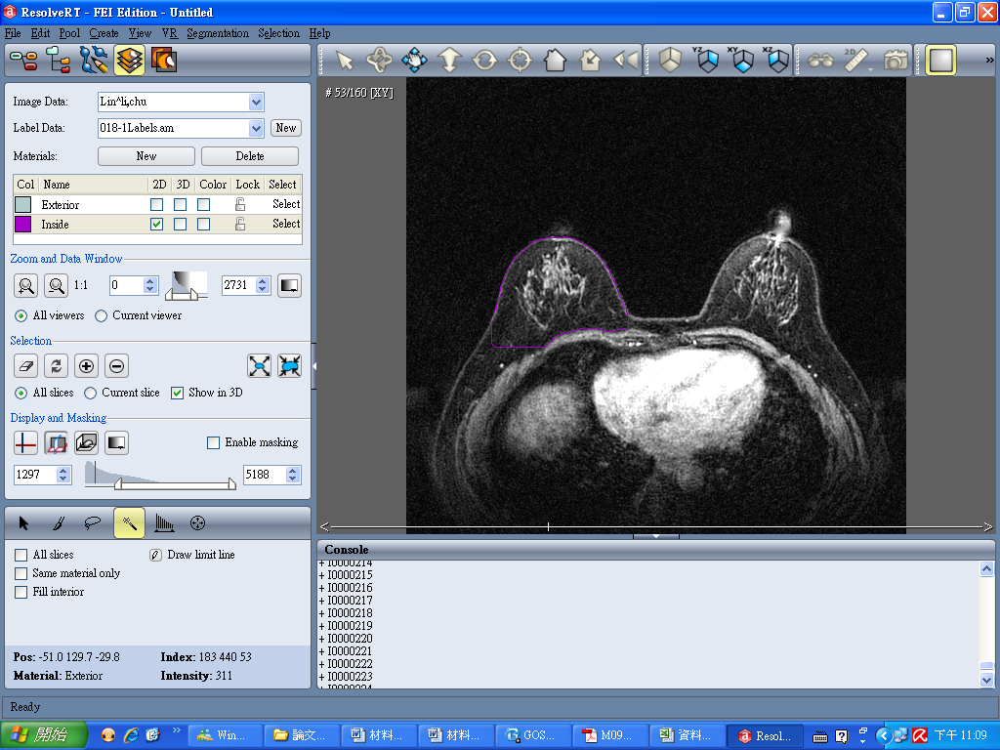 ResolveRT - FEI Edition - Untitled
File Edit Pool Create View VR Segmentation Selection Help
YZ XY XZ 2D »
# 53/160 [XY]
Image Data: Lin^li,chu
Label Data: 018-1Labels.am New
Materials: New Delete
Col Name 2D 3D Color Lock Select
Exterior Select
Inside Select
Zoom and Data Window
1:1 0 2731
All viewers Current viewer
Selection
All slices Current slice Show in 3D
Display and Masking
Enable masking
1297 5188
All slices Draw limit line
Same material only
Fill interior
Pos: -51.0 129.7 -29.8 Index: 183 440 53
Material: Exterior Intensity: 311
Console
+ I0000214
+ I0000215
+ I0000216
+ I0000217
+ I0000218
+ I0000219
+ I0000220
+ I0000221
+ I0000222
+ I0000223
+ I0000224
Ready
開始 » Win... 論文... 材料... 材料... GOS... M09... 資料... Resol... 下午 11:09